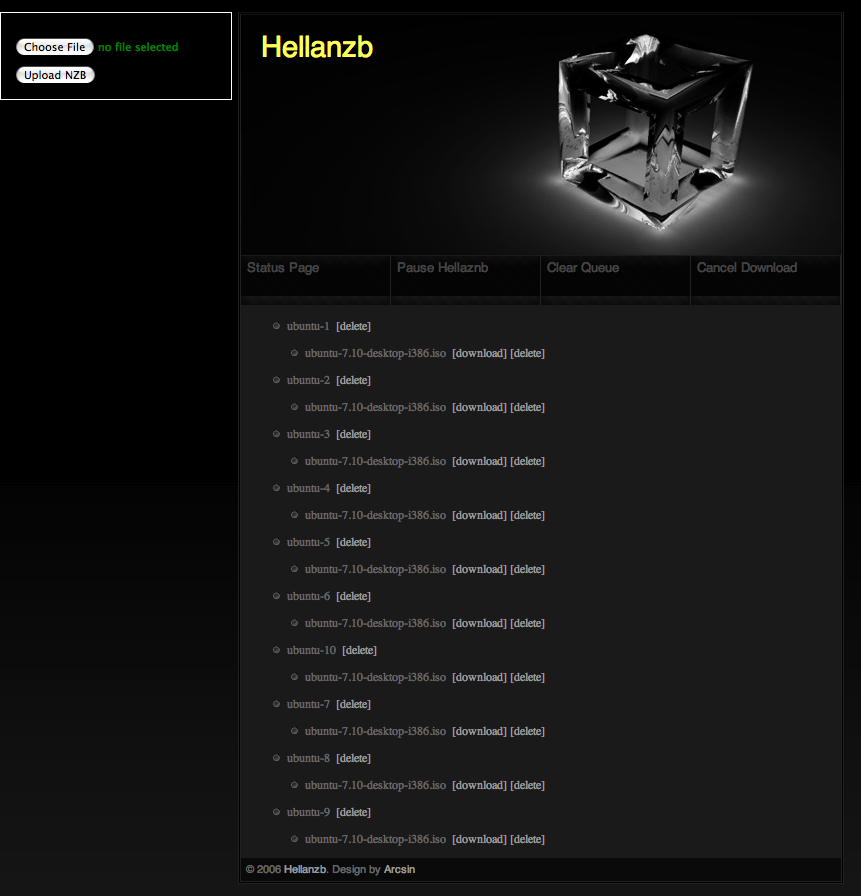 Choose File no file selected
Upload NZB
Hellanzb
Status Page Pause Hellaznb Clear Queue Cancel Download
ubuntu-1 [delete]
ubuntu-7.10-desktop-i386.iso [download] [delete]
ubuntu-2 [delete]
ubuntu-7.10-desktop-i386.iso [download] [delete]
ubuntu-3 [delete]
ubuntu-7.10-desktop-i386.iso [download] [delete]
ubuntu-4 [delete]
ubuntu-7.10-desktop-i386.iso [download] [delete]
ubuntu-5 [delete]
ubuntu-7.10-desktop-i386.iso [download] [delete]
ubuntu-6 [delete]
ubuntu-7.10-desktop-i386.iso [download] [delete]
ubuntu-10 [delete]
ubuntu-7.10-desktop-i386.iso [download] [delete]
ubuntu-7 [delete]
ubuntu-7.10-desktop-i386.iso [download] [delete]
ubuntu-8 [delete]
ubuntu-7.10-desktop-i386.iso [download] [delete]
ubuntu-9 [delete]
ubuntu-7.10-desktop-i386.iso [download] [delete]
© 2006 Hellanzb. Design by Arcsin